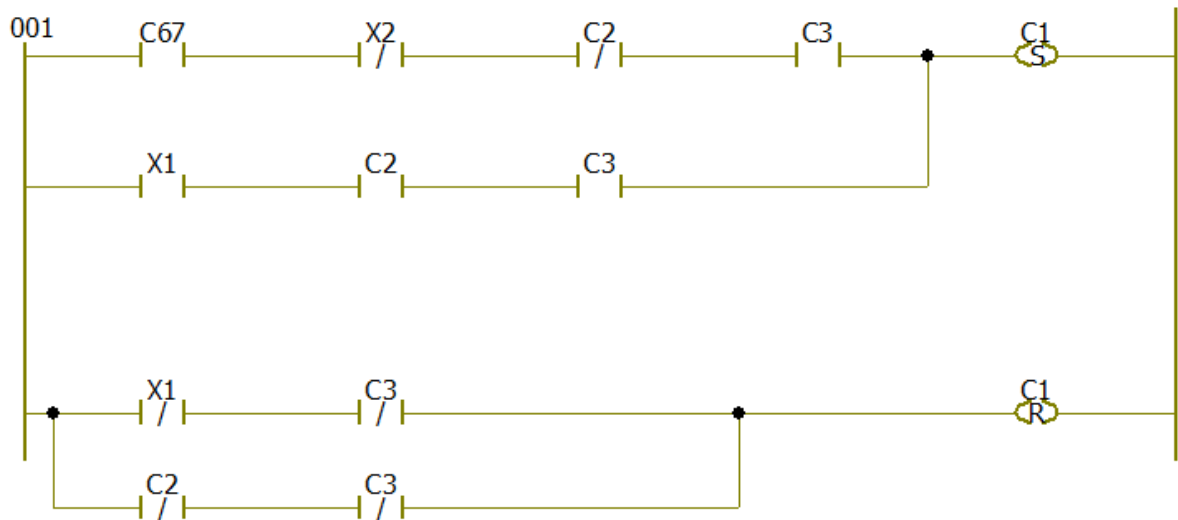 001 C67 X2 C2 C3 C1
/ / S
X1 C2 C3
X1 C3 C1
/ / R
C2 C3
/ /